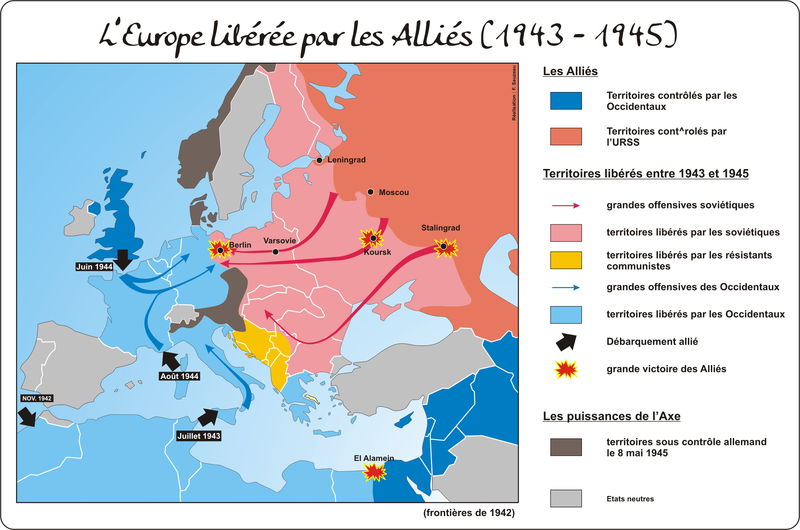 L'Europe libérée par les Alliés (1943 - 1945)
Réalisation : F. Sauzeau
Leningrad
Moscou
Stalingrad
Berlin
Varsovie
Koursk
Juin 1944
Août 1944
NOV. 1942
Juillet 1943
El Alamein
(frontières de 1942)
Les Alliés
Territoires contrôlés par les
Occidentaux
Territoires cont^rolés par
l'URSS
Territoires libérés entre 1943 et 1945
grandes offensives soviétiques
territoires libérés par les soviétiques
territoires libérés par les résistants
communistes
grandes offensives des Occidentaux
territoires libérés par les Occidentaux
Débarquement allié
grande victoire des Alliés
Les puissances de l'Axe
territoires sous contrôle allemand
le 8 mai 1945
Etats neutres